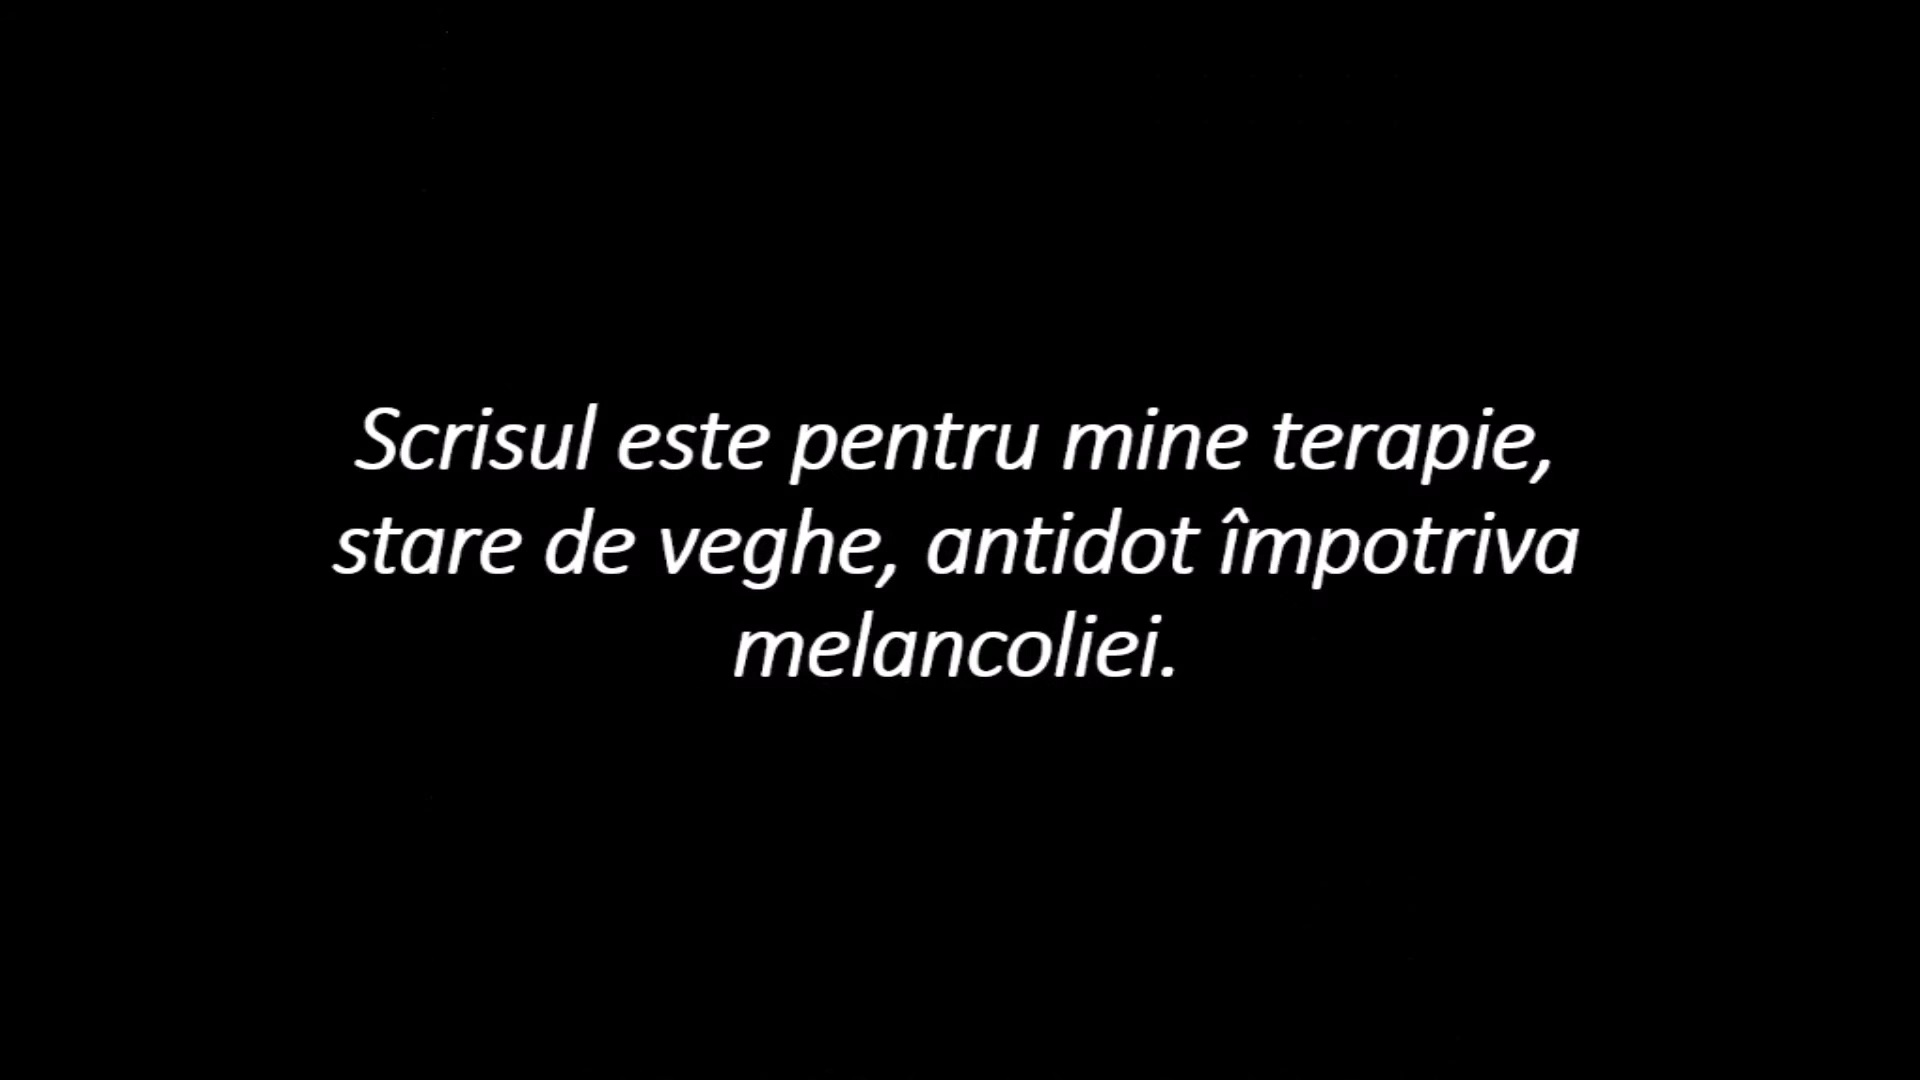 Scrisul este pentru mine terapie,
stare de veghe, antidot împotriva
melancoliei.